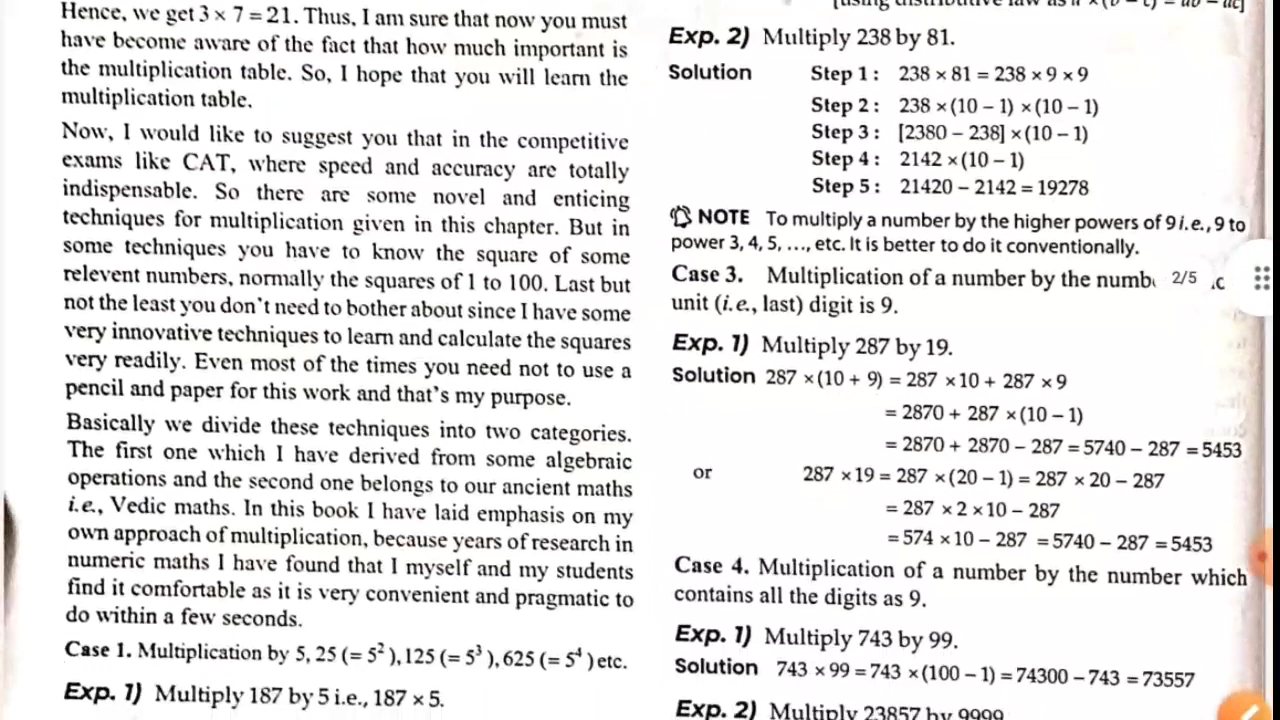 Hence, we get 3 × 7 = 21. Thus, I am sure that now you must
have become aware of the fact that how much important is
the multiplication table. So, I hope that you will learn the
multiplication table.
Now, I would like to suggest you that in the competitive
exams like CAT, where speed and accuracy are totally
indispensable. So there are some novel and enticing
techniques for multiplication given in this chapter. But in
some techniques you have to know the square of some
relevent numbers, normally the squares of 1 to 100. Last but
not the least you don't need to bother about since I have some
very innovative techniques to learn and calculate the squares
very readily. Even most of the times you need not to use a
pencil and paper for this work and that's my purpose.
Basically we divide these techniques into two categories.
The first one which I have derived from some algebraic
operations and the second one belongs to our ancient maths
i.e., Vedic maths. In this book I have laid emphasis on my
own approach of multiplication, because years of research in
numeric maths I have found that I myself and my students
find it comfortable as it is very convenient and pragmatic to
do within a few seconds.
Case 1. Multiplication by 5, 25 (= 5²), 125 (= 5³), 625 (= 5⁴) etc.
Exp. 1) Multiply 187 by 5 i.e., 187 × 5.
[using distributive law as a × (b − c) = ab − ac]
Exp. 2) Multiply 238 by 81.
Solution Step 1 : 238 × 81 = 238 × 9 × 9
Step 2 : 238 × (10 − 1) × (10 − 1)
Step 3 : [2380 − 238] × (10 − 1)
Step 4 : 2142 × (10 − 1)
Step 5 : 21420 − 2142 = 19278
NOTE To multiply a number by the higher powers of 9 i.e., 9 to
power 3, 4, 5, ..., etc. It is better to do it conventionally.
Case 3. Multiplication of a number by the numb 2/5
unit (i.e., last) digit is 9.
Exp. 1) Multiply 287 by 19.
Solution 287 × (10 + 9) = 287 × 10 + 287 × 9
= 2870 + 287 × (10 − 1)
= 2870 + 2870 − 287 = 5740 − 287 = 5453
or 287 × 19 = 287 × (20 − 1) = 287 × 20 − 287
= 287 × 2 × 10 − 287
= 574 × 10 − 287 = 5740 − 287 = 5453
Case 4. Multiplication of a number by the number which
contains all the digits as 9.
Exp. 1) Multiply 743 by 99.
Solution 743 × 99 = 743 × (100 − 1) = 74300 − 743 = 73557
Exp. 2) Multiply 23857 by 9999